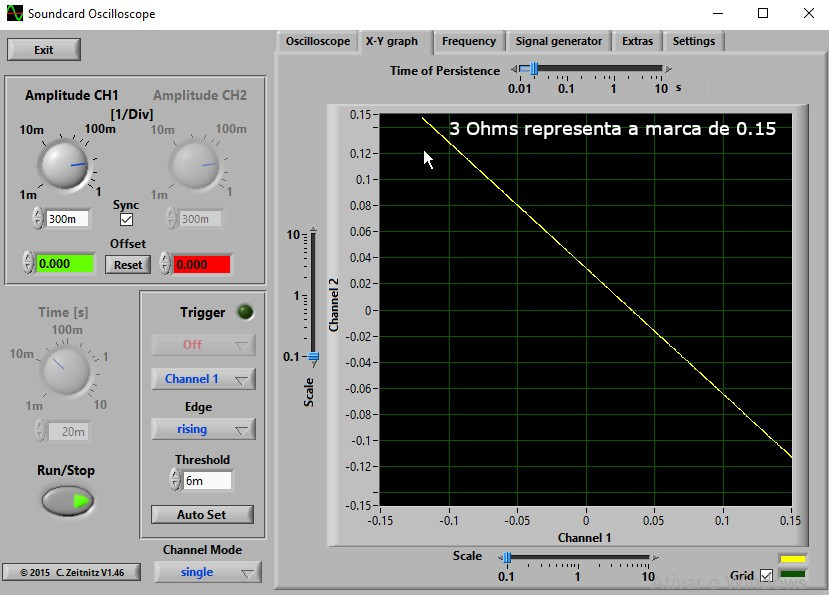 Soundcard Oscilloscope
Exit
Oscilloscope X-Y graph Frequency Signal generator Extras Settings
Time of Persistence
0.01 0.1 1 10 s
Amplitude CH1 Amplitude CH2
[1/Div]
10m 100m 10m 100m
1m 1 1m 1
Sync
300m 300m
Offset
0.000 Reset 0.000
Time [s]
100m
10m 1
1m 10
20m
Run/Stop
Trigger
Off
Channel 1
Edge
rising
Threshold
6m
Auto Set
Channel Mode
single
© 2015 C. Zeitnitz V1.46
10
1
0.1
Scale
Channel 2
0.15
0.12
0.1
0.08
0.06
0.04
0.02
0
-0.02
-0.04
-0.06
-0.08
-0.1
-0.12
-0.15
3 Ohms representa a marca de 0.15
-0.15 -0.1 -0.05 0 0.05 0.1 0.15
Channel 1
Scale
0.1 1 10
Grid
Ativar o Windows